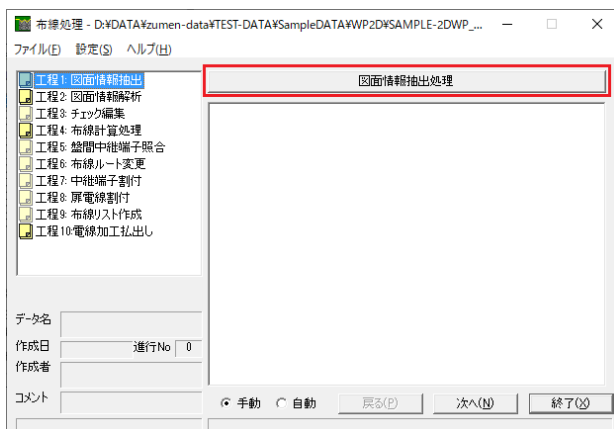 布線処理 - D:¥DATA¥zumen-data¥TEST-DATA¥SampleDATA¥WP2D¥SAMPLE-2DWP_...
ファイル(F) 設定(S) ヘルプ(H)
工程1: 図面情報抽出
工程2: 図面情報解析
工程3: チェック編集
工程4: 布線計算処理
工程5: 盤間中継端子照合
工程6: 布線ルート変更
工程7: 中継端子割付
工程8: 扉電線割付
工程9: 布線リスト作成
工程10:電線加工払出し
図面情報抽出処理
データ名
作成日 進行No 0
作成者
コメント
手動 自動 戻る(P) 次へ(N) 終了(X)